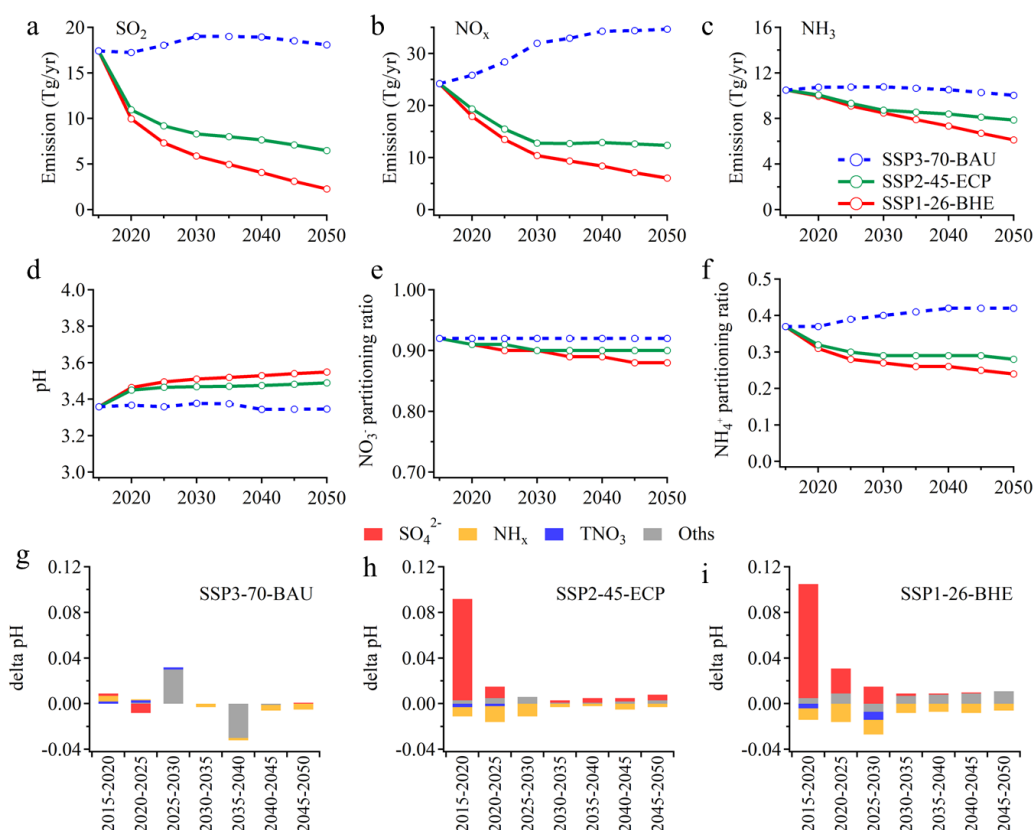 a
SO₂
Emission (Tg/yr)
20
15
10
5
0
2020 2030 2040 2050
b
NOₓ
Emission (Tg/yr)
30
20
10
0
2020 2030 2040 2050
c
NH₃
Emission (Tg/yr)
16
12
8
4
0
SSP3-70-BAU
SSP2-45-ECP
SSP1-26-BHE
2020 2030 2040 2050
d
pH
4.0
3.8
3.6
3.4
3.2
3.0
2020 2030 2040 2050
e
NO₃⁻ partitioning ratio
1.00
0.90
0.80
0.70
2020 2030 2040 2050
f
NH₄⁺ partitioning ratio
0.5
0.4
0.3
0.2
0.1
0.0
2020 2030 2040 2050
SO₄²⁻ NHₓ TNO₃ Oths
g
SSP3-70-BAU
delta pH
0.12
0.08
0.04
0.00
-0.04
2015-2020
2020-2025
2025-2030
2030-2035
2035-2040
2040-2045
2045-2050
h
SSP2-45-ECP
delta pH
0.12
0.08
0.04
0.00
-0.04
2015-2020
2020-2025
2025-2030
2030-2035
2035-2040
2040-2045
2045-2050
i
SSP1-26-BHE
delta pH
0.12
0.08
0.04
0.00
-0.04
2015-2020
2020-2025
2025-2030
2030-2035
2035-2040
2040-2045
2045-2050